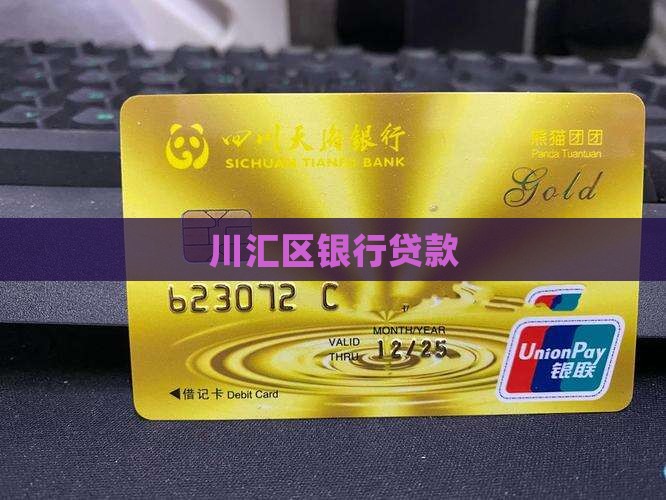 四川天府银行
SICHUAN TIANFU BANK
熊猫团团
Panda Tuantuan
Gold
川汇区银行贷款
623072 C
MONTH/YEAR
VALID THRU 12/25
UnionPay
银联
◀借记卡 Debit Card